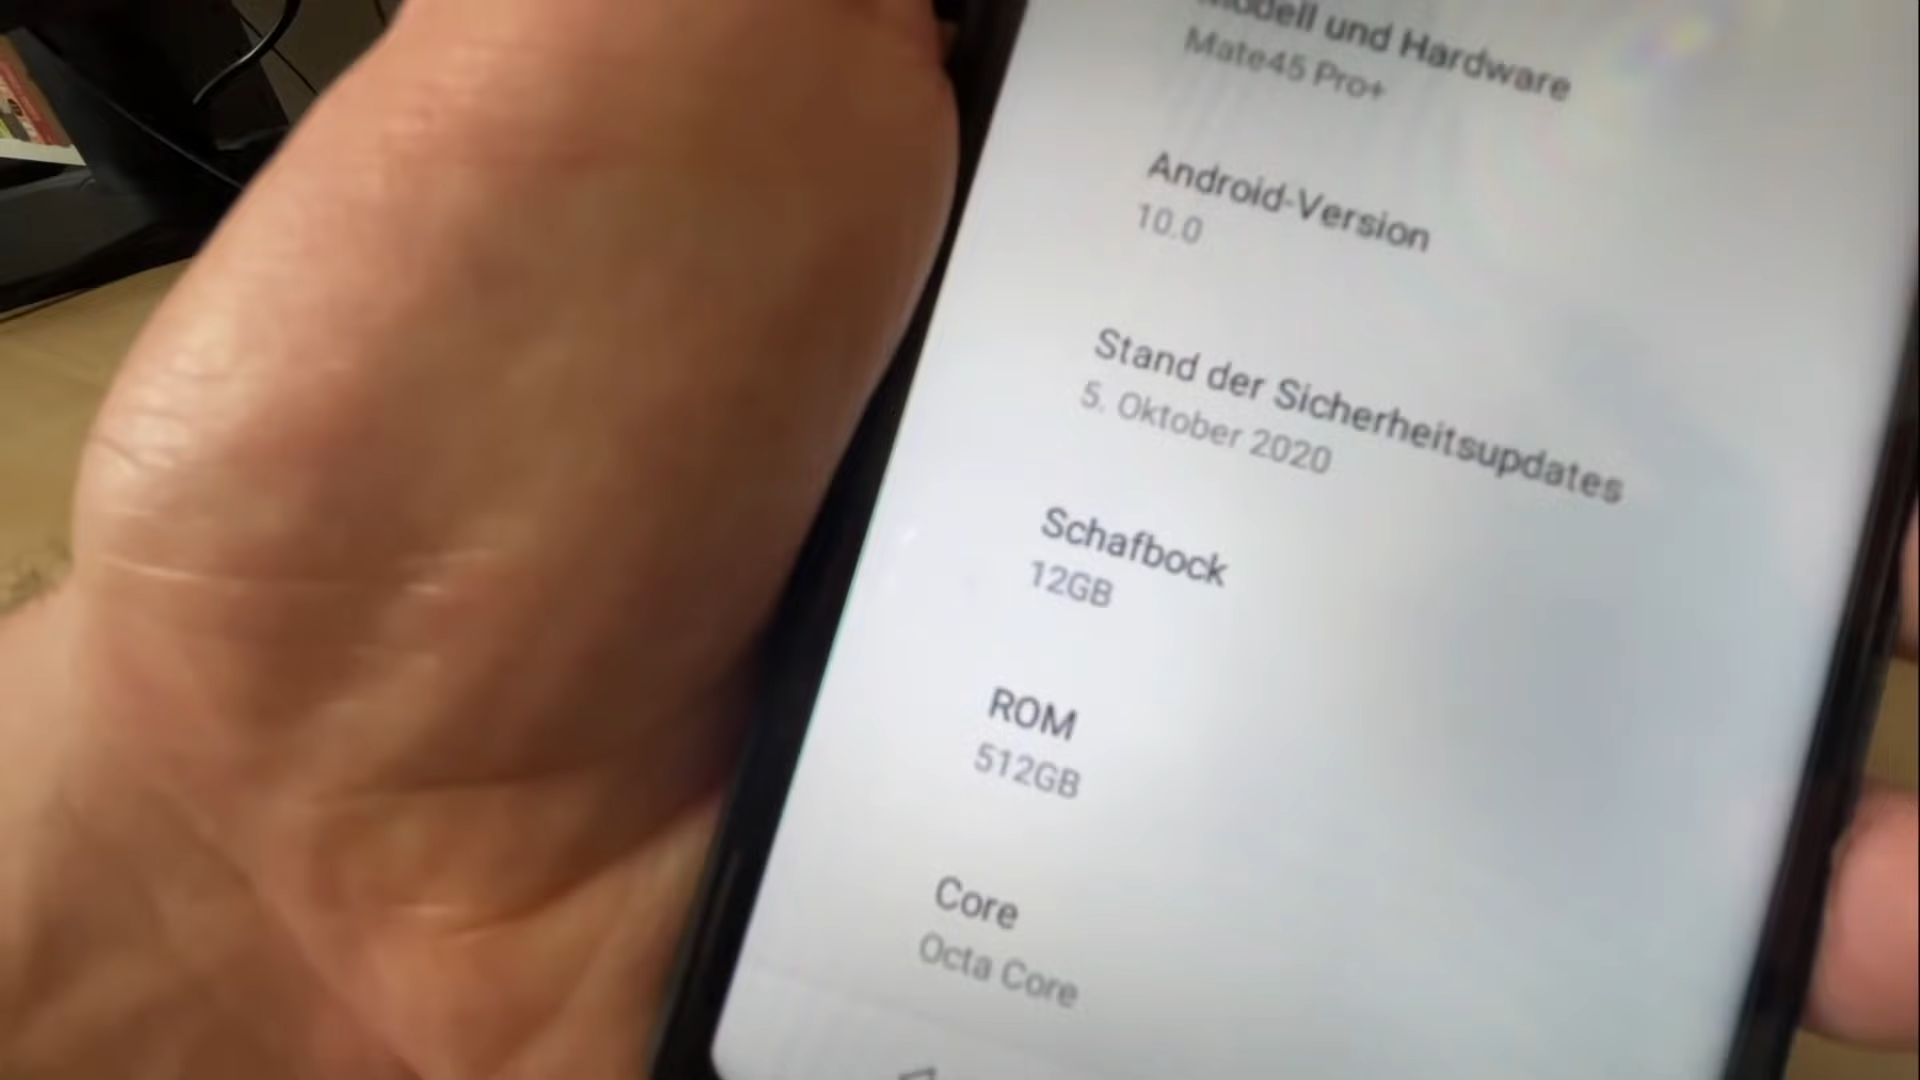 Modell und Hardware
Mate45 Pro+
Android-Version
10.0
Stand der Sicherheitsupdates
5. Oktober 2020
Schafbock
12GB
ROM
512GB
Core
Octa Core